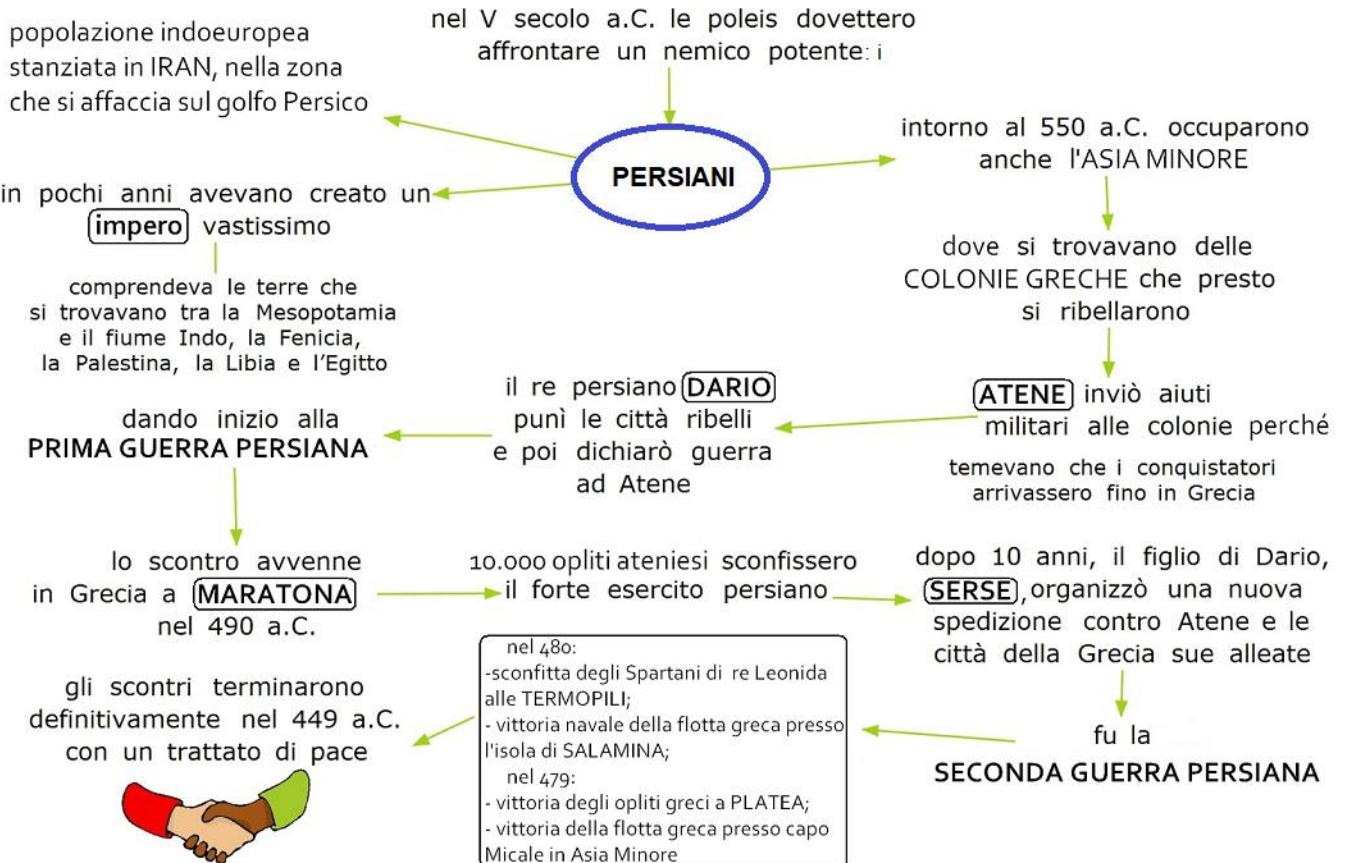 nel V secolo a.C. le poleis dovettero
affrontare un nemico potente: i
PERSIANI
popolazione indoeuropea
stanziata in IRAN, nella zona
che si affaccia sul golfo Persico
in pochi anni avevano creato un
impero vastissimo
comprendeva le terre che
si trovavano tra la Mesopotamia
e il fiume Indo, la Fenicia,
la Palestina, la Libia e l'Egitto
intorno al 550 a.C. occuparono
anche l'ASIA MINORE
dove si trovavano delle
COLONIE GRECHE che presto
si ribellarono
ATENE inviò aiuti
militari alle colonie perché
temevano che i conquistatori
arrivassero fino in Grecia
il re persiano DARIO
punì le città ribelli
e poi dichiarò guerra
ad Atene
dando inizio alla
PRIMA GUERRA PERSIANA
lo scontro avvenne
in Grecia a MARATONA
nel 490 a.C.
10.000 opliti ateniesi sconfissero
il forte esercito persiano
dopo 10 anni, il figlio di Dario,
SERSE, organizzò una nuova
spedizione contro Atene e le
città della Grecia sue alleate
fu la
SECONDA GUERRA PERSIANA
nel 480:
-sconfitta degli Spartani di re Leonida
alle TERMOPILI;
- vittoria navale della flotta greca presso
l'isola di SALAMINA;
nel 479:
- vittoria degli opliti greci a PLATEA;
- vittoria della flotta greca presso capo
Micale in Asia Minore
gli scontri terminarono
definitivamente nel 449 a.C.
con un trattato di pace